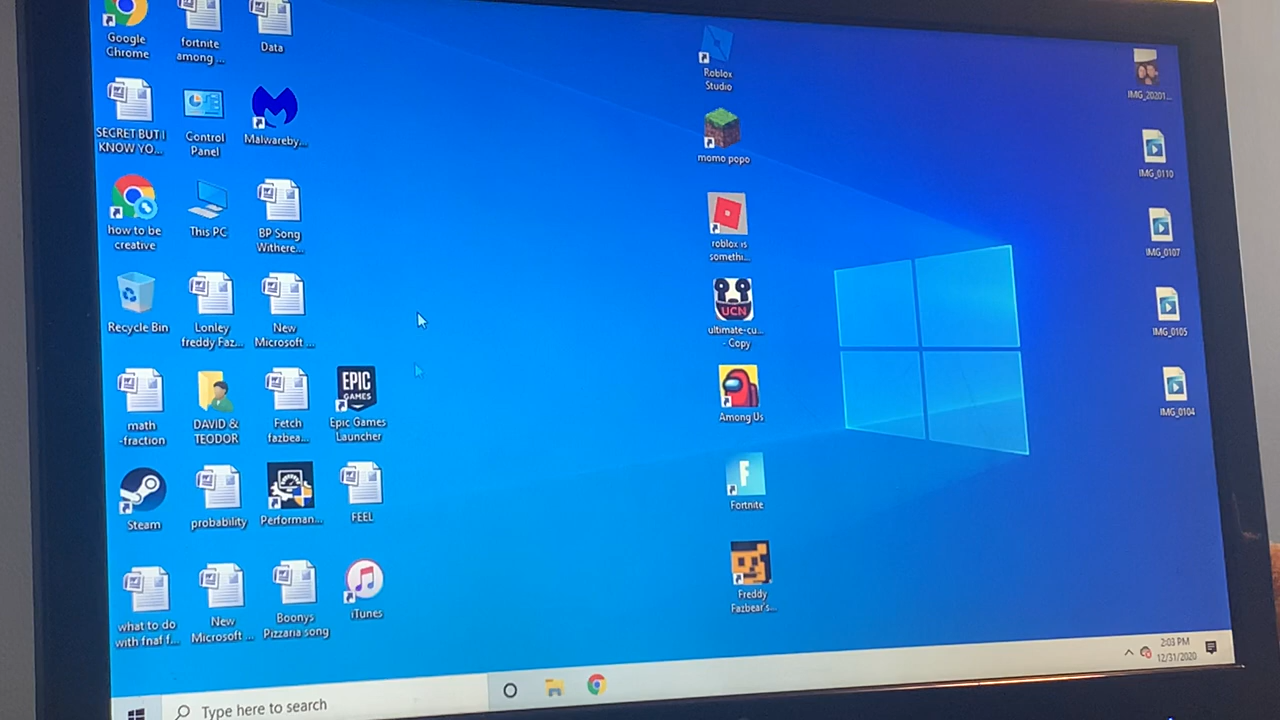 Google
Chrome
fortnite
among ...
Data
SECRET BUT I
KNOW YO...
Control
Panel
Malwareby...
how to be
creative
This PC
BP Song
Withere...
Recycle Bin
Lonley
freddy Faz...
New
Microsoft ...
math
-fraction
DAVID &
TEODOR
Fetch
fazbea...
EPIC
GAMES
Epic Games
Launcher
Steam
probability
Performan...
FEEL
what to do
with fnaf f...
New
Microsoft ...
Boonys
Pizzaria song
iTunes
Roblox
Studio
momo popo
roblox is
somethi...
UCN
ultimate-cu...
- Copy
Among Us
F
Fortnite
Freddy
Fazbear's...
IMG_20201...
IMG_0110
IMG_0107
IMG_0105
IMG_0104
Type here to search
2:03 PM
12/31/2020